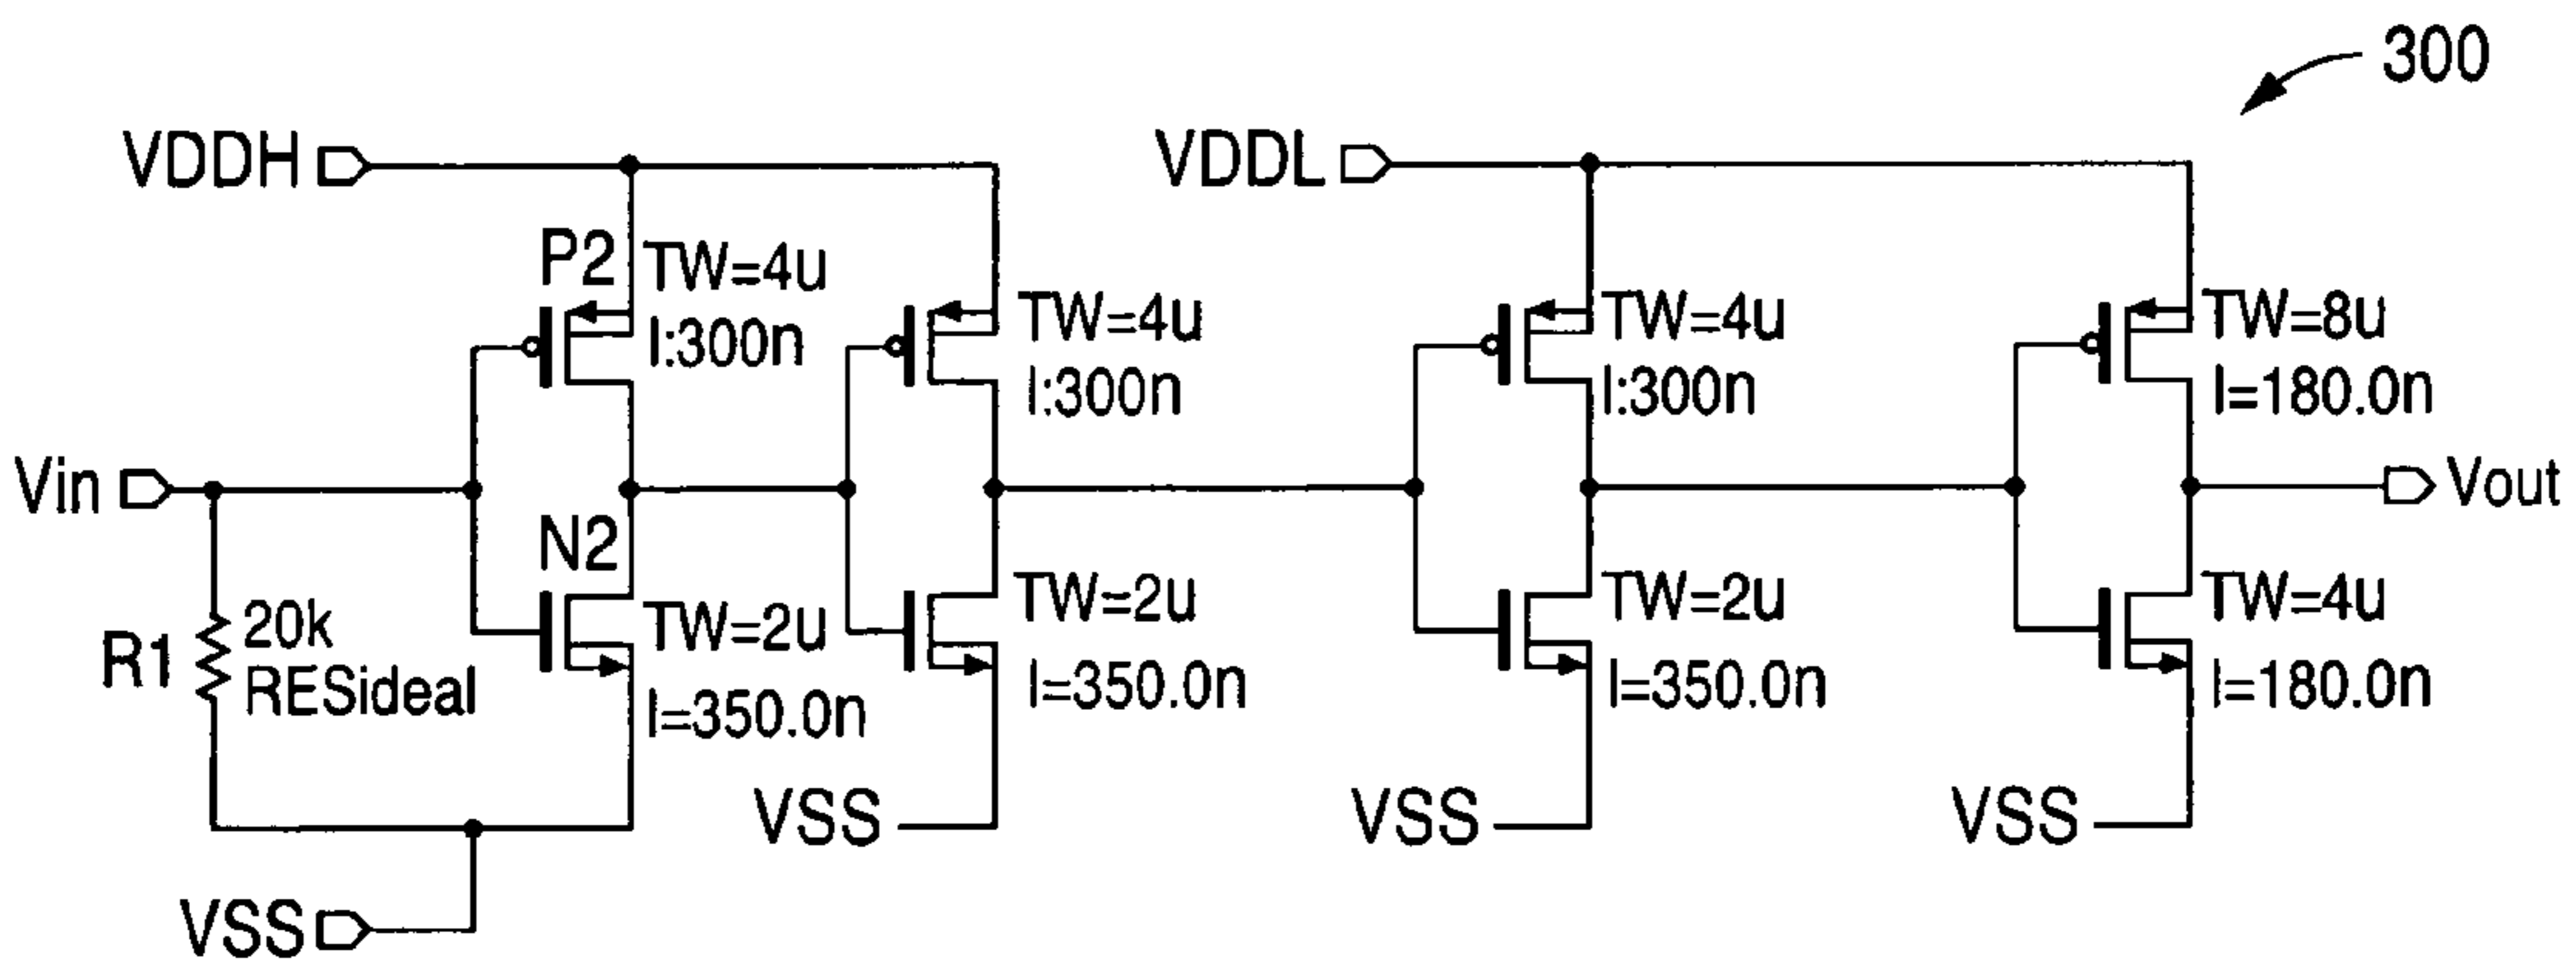 300
VDDH
VDDL
P2
TW=4u
l:300n
TW=4u
l:300n
TW=4u
l:300n
TW=8u
l=180.0n
Vin
Vout
N2
R1
20k
RESideal
TW=2u
l=350.0n
TW=2u
l=350.0n
TW=2u
l=350.0n
TW=4u
l=180.0n
VSS
VSS
VSS
VSS